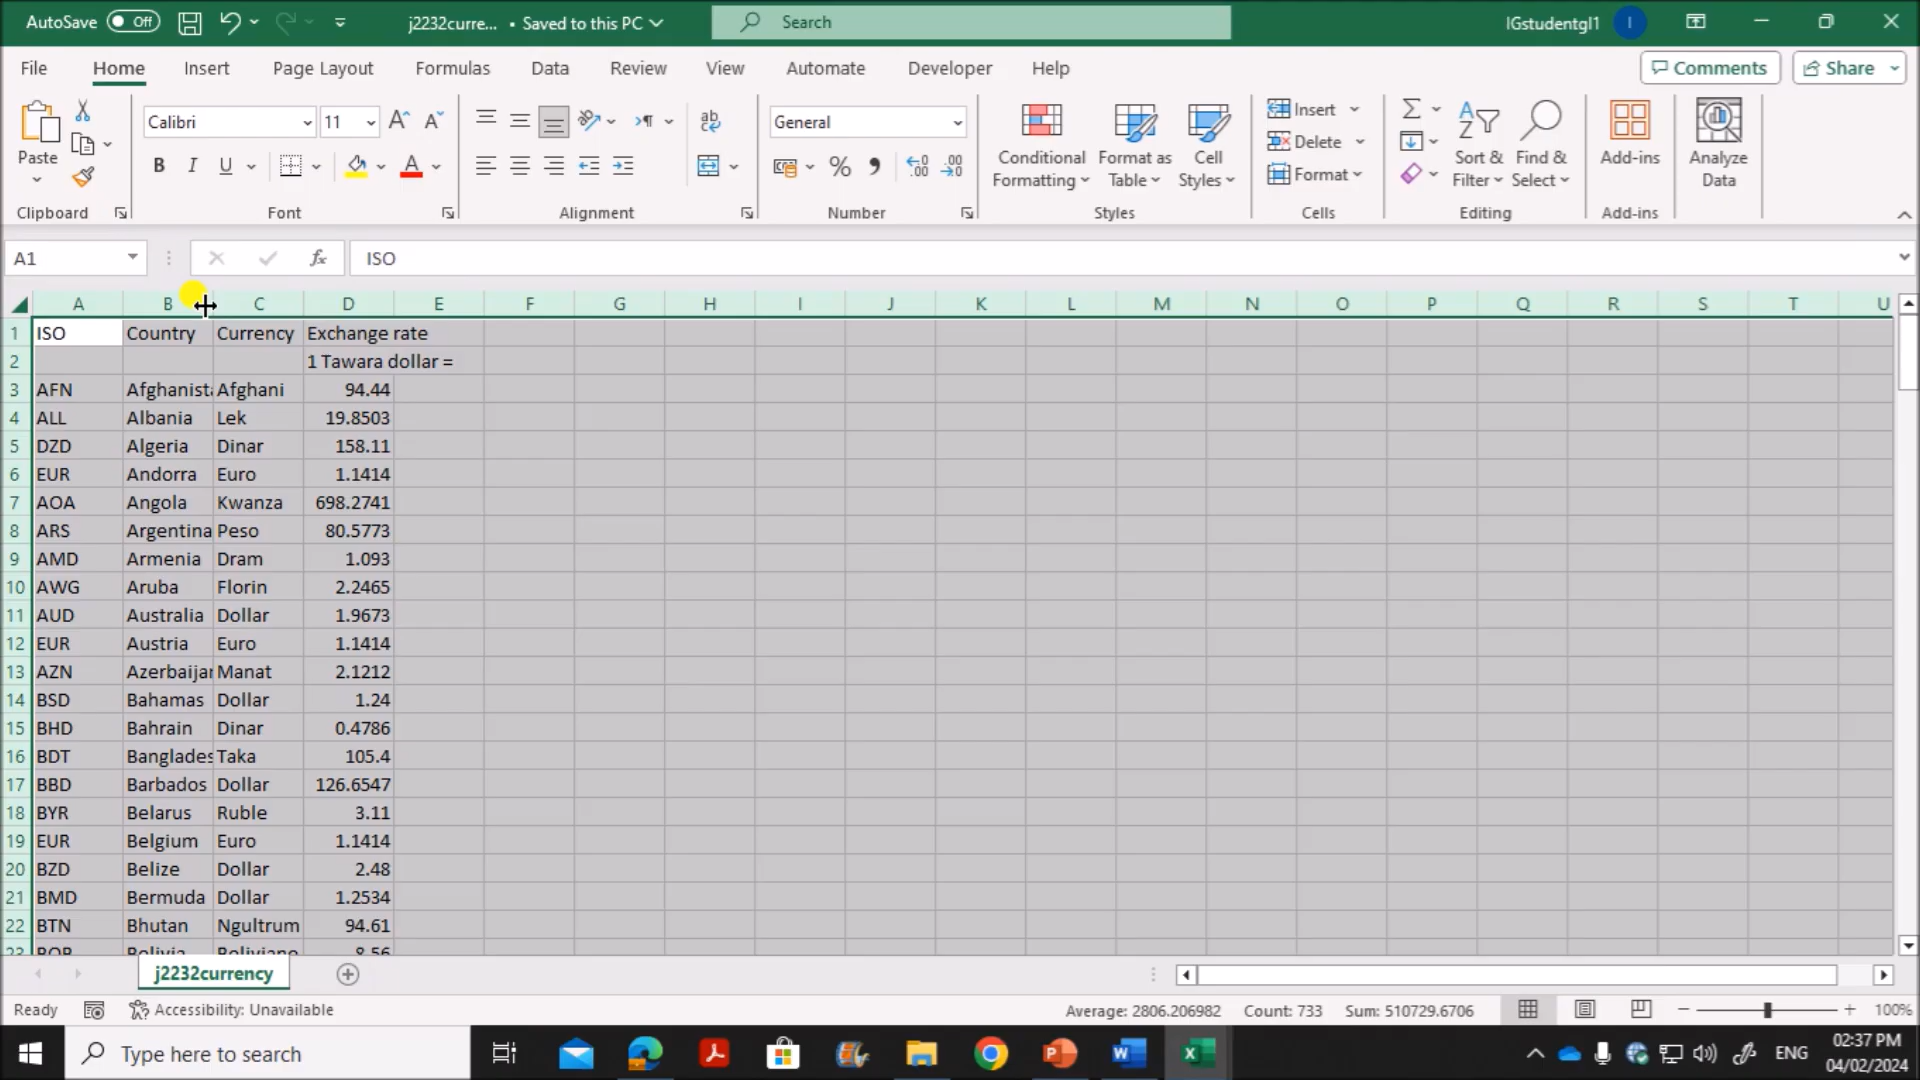 AutoSave Off j2232curre... • Saved to this PC Search IGstudentgl1 I
File Home Insert Page Layout Formulas Data Review View Automate Developer Help Comments Share
Calibri 11 General Insert
Paste Conditional Formatting Format as Table Cell Styles Delete Sort & Filter Find & Select Add-ins Analyze Data
B I U Format
Clipboard Font Alignment Number Styles Cells Editing Add-ins
A1 fx ISO
A B C D E F G H I J K L M N O P Q R S T U
1 ISO Country Currency Exchange rate
2 1 Tawara dollar =
3 AFN Afghanist Afghani 94.44
4 ALL Albania Lek 19.8503
5 DZD Algeria Dinar 158.11
6 EUR Andorra Euro 1.1414
7 AOA Angola Kwanza 698.2741
8 ARS Argentina Peso 80.5773
9 AMD Armenia Dram 1.093
10 AWG Aruba Florin 2.2465
11 AUD Australia Dollar 1.9673
12 EUR Austria Euro 1.1414
13 AZN Azerbaijan Manat 2.1212
14 BSD Bahamas Dollar 1.24
15 BHD Bahrain Dinar 0.4786
16 BDT Banglades Taka 105.4
17 BBD Barbados Dollar 126.6547
18 BYR Belarus Ruble 3.11
19 EUR Belgium Euro 1.1414
20 BZD Belize Dollar 2.48
21 BMD Bermuda Dollar 1.2534
22 BTN Bhutan Ngultrum 94.61
23 BOB Bolivia Boliviano 8.56
j2232currency
Ready Accessibility: Unavailable Average: 2806.206982 Count: 733 Sum: 510729.6706 100%
Type here to search ENG 02:37 PM
04/02/2024